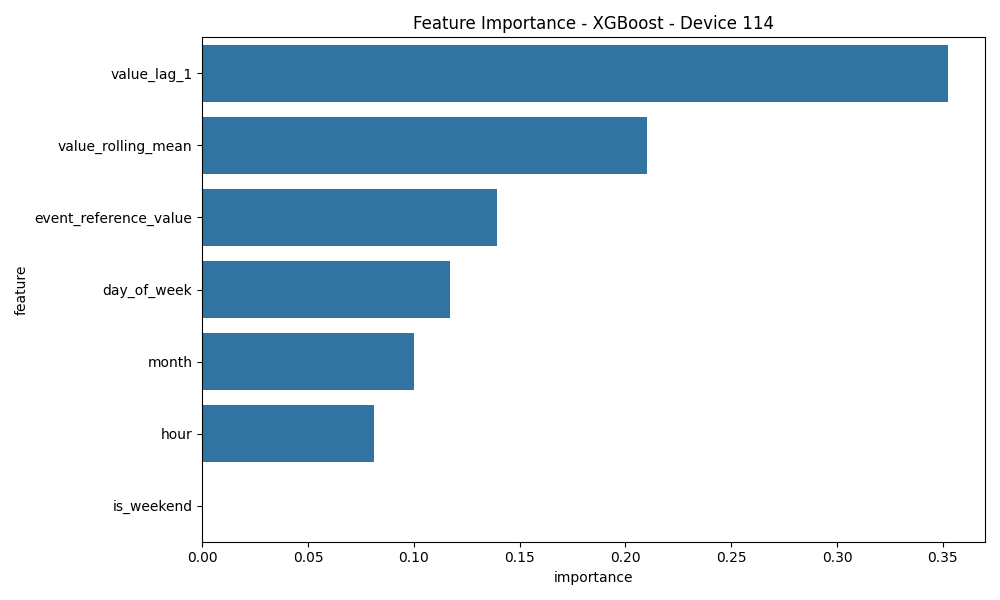 Feature Importance - XGBoost - Device 114
value_lag_1
value_rolling_mean
event_reference_value
day_of_week
month
hour
is_weekend
feature
0.00 0.05 0.10 0.15 0.20 0.25 0.30 0.35
importance